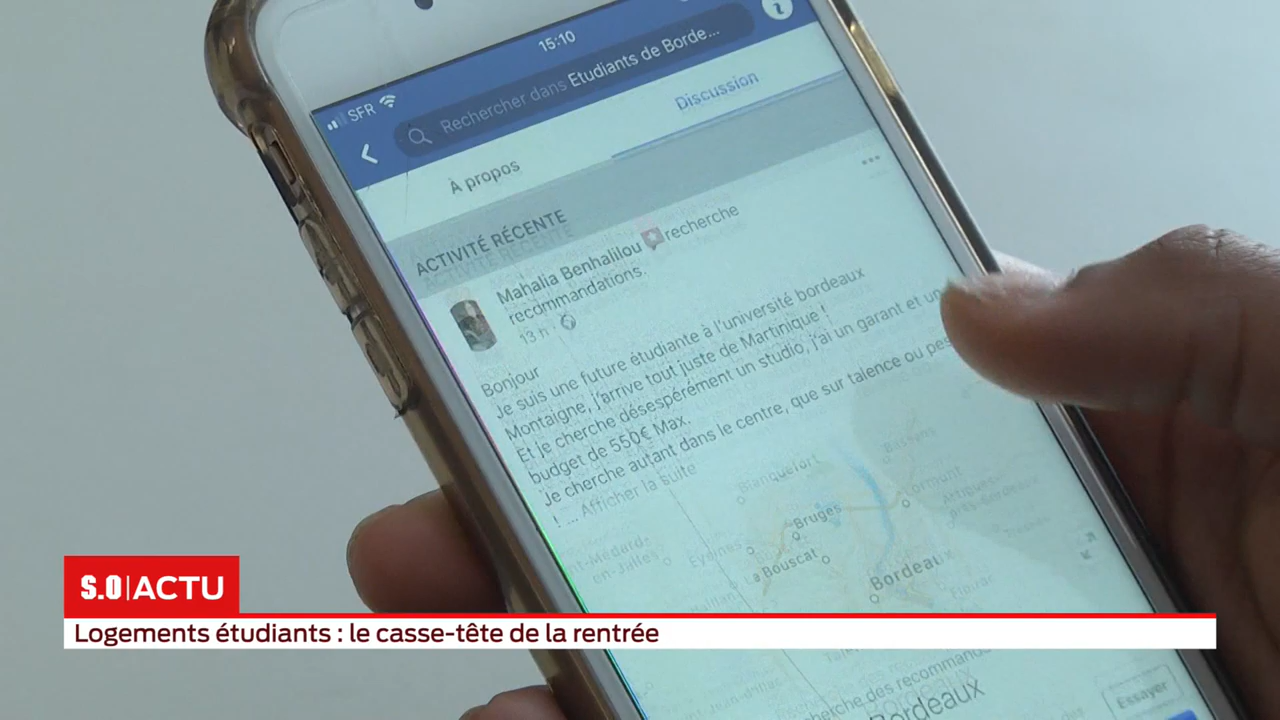 15:10
SFR
Rechercher dans Etudiants de Borde...
À propos
Discussion
ACTIVITÉ RÉCENTE
Mahalia Benhalilou recherche
recommandations.
13 h
Bonjour
Je suis une future étudiante à l'université bordeaux
Montaigne, j'arrive tout juste de Martinique !
Et je cherche désespérément un studio, j'ai un garant et un
budget de 550€ Max.
Je cherche autant dans le centre, que sur talence ou pes
! ... Afficher la suite
Blanquefort
Bassens
Lormont
Bruges
Eysines
Le Bouscat
Bordeaux
Bordeaux
Essayer
S.O ACTU
Logements étudiants : le casse-tête de la rentrée